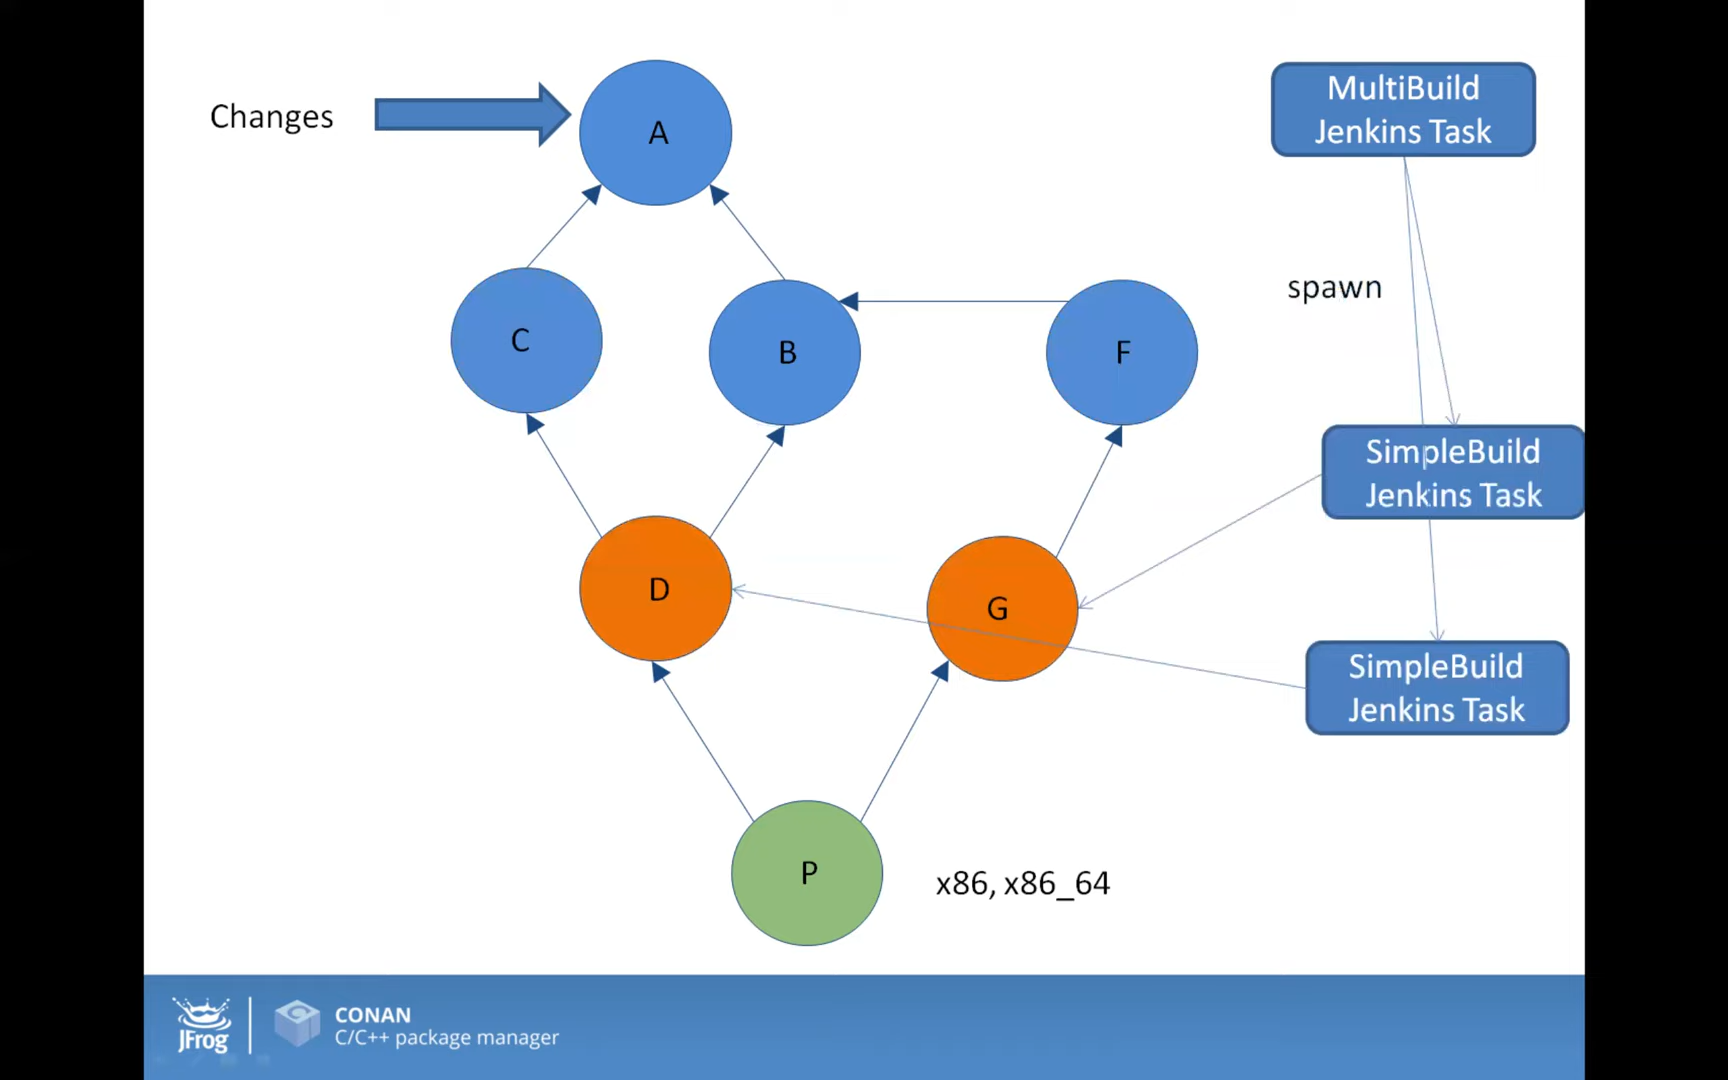 Changes
A
MultiBuild
Jenkins Task
spawn
C
B
F
SimpleBuild
Jenkins Task
D
G
SimpleBuild
Jenkins Task
P
x86, x86_64
JFrog
CONAN
C/C++ package manager